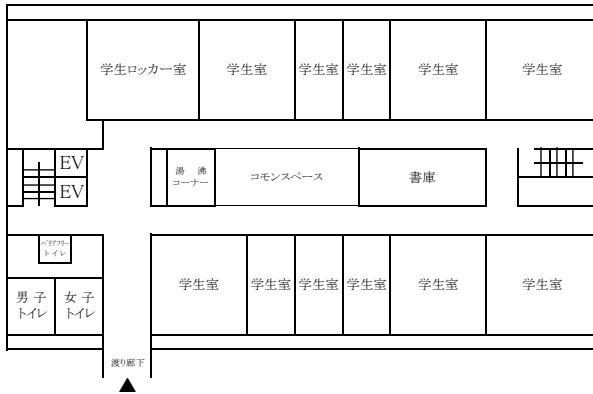 学生ロッカー室 学生室 学生室 学生室 学生室 学生室
EV
EV
湯 沸
コーナー
コモンスペース
書庫
バリアフリー
トイレ
男 子
トイレ
女 子
トイレ
学生室 学生室 学生室 学生室 学生室 学生室
渡り廊下